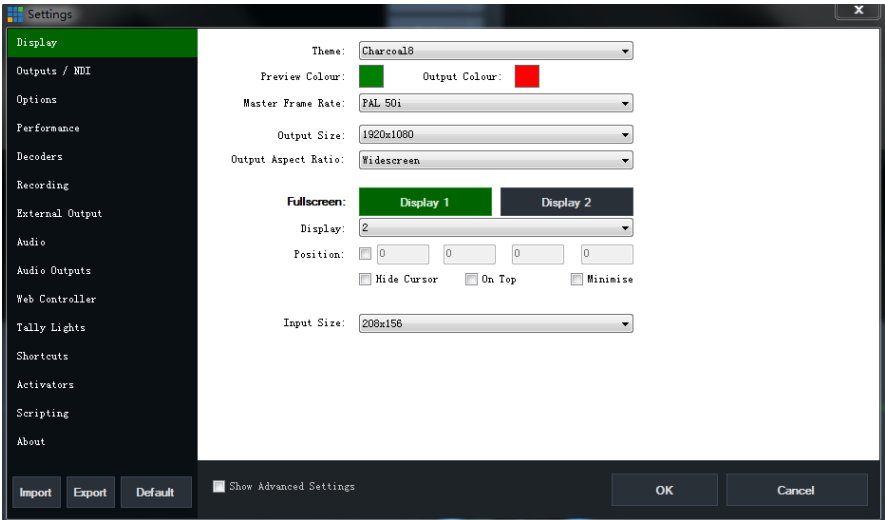 Settings
x
Display
Outputs / NDI
Options
Performance
Decoders
Recording
External Output
Audio
Audio Outputs
Web Controller
Tally Lights
Shortcuts
Activators
Scripting
About
Import Export Default
Theme: Charcoal8
Preview Colour: Output Colour:
Master Frame Rate: PAL 50i
Output Size: 1920x1080
Output Aspect Ratio: Widescreen
Fullscreen: Display 1 Display 2
Display: 2
Position: 0 0 0 0
Hide Cursor On Top Minimise
Input Size: 208x156
Show Advanced Settings OK Cancel